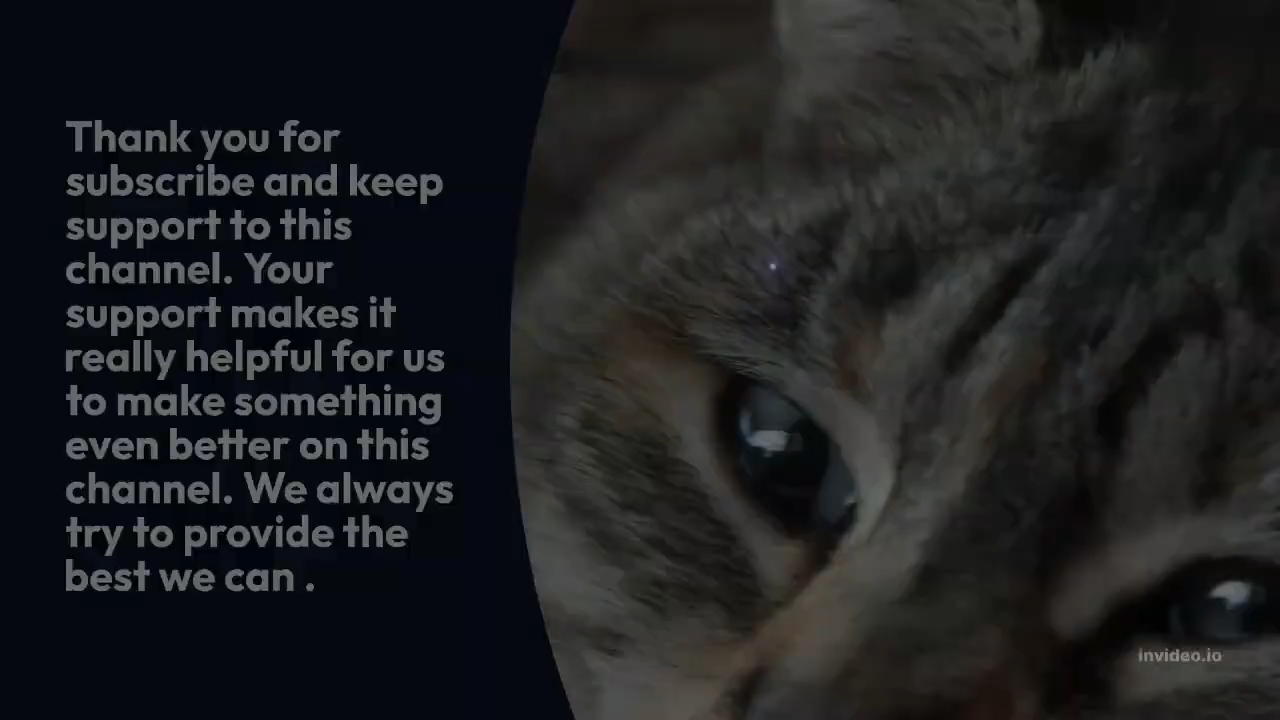 Thank you for
subscribe and keep
support to this
channel. Your
support makes it
really helpful for us
to make something
even better on this
channel. We always
try to provide the
best we can .
invideo.io